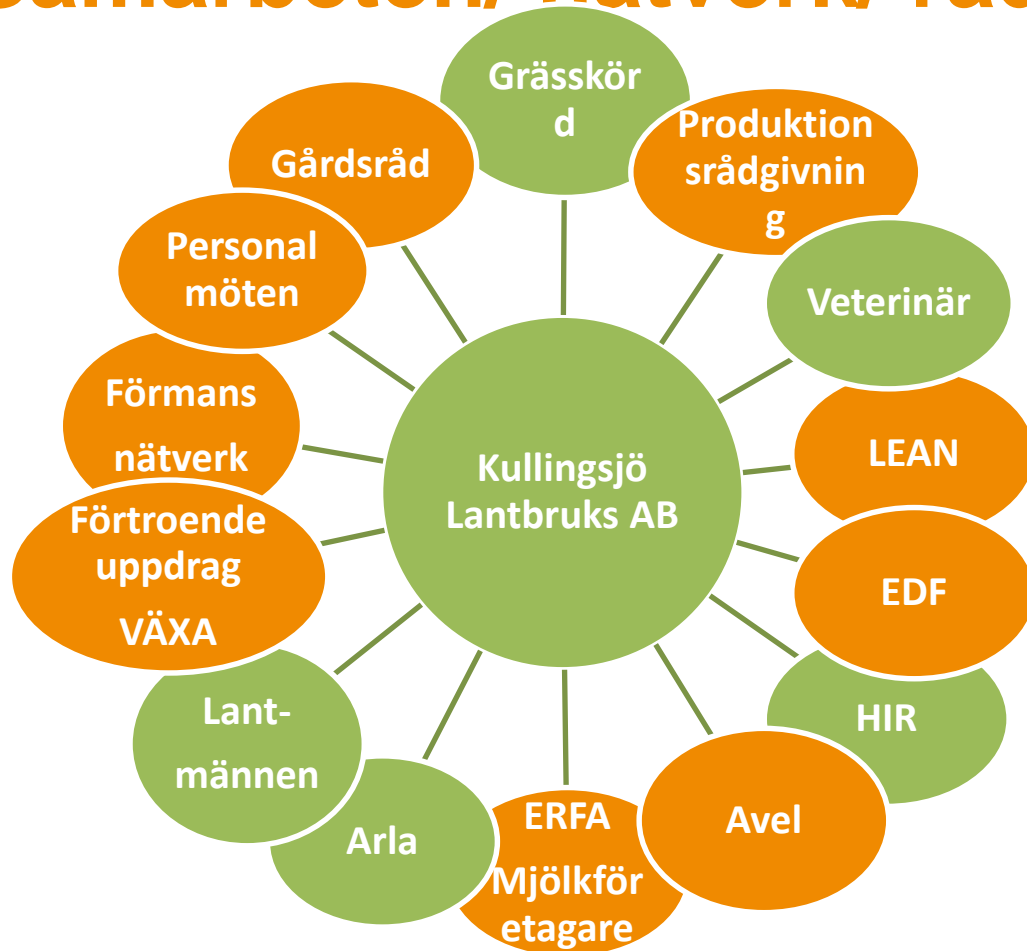 Grässkör
d
Produktion
srådgivnin
g
Veterinär
LEAN
EDF
HIR
Avel
ERFA
Mjölkför
etagare
Arla
Lant-
männen
Förtroende
uppdrag
VÄXA
Förmans
nätverk
Personal
möten
Gårdsråd
Kullingsjö
Lantbruks AB